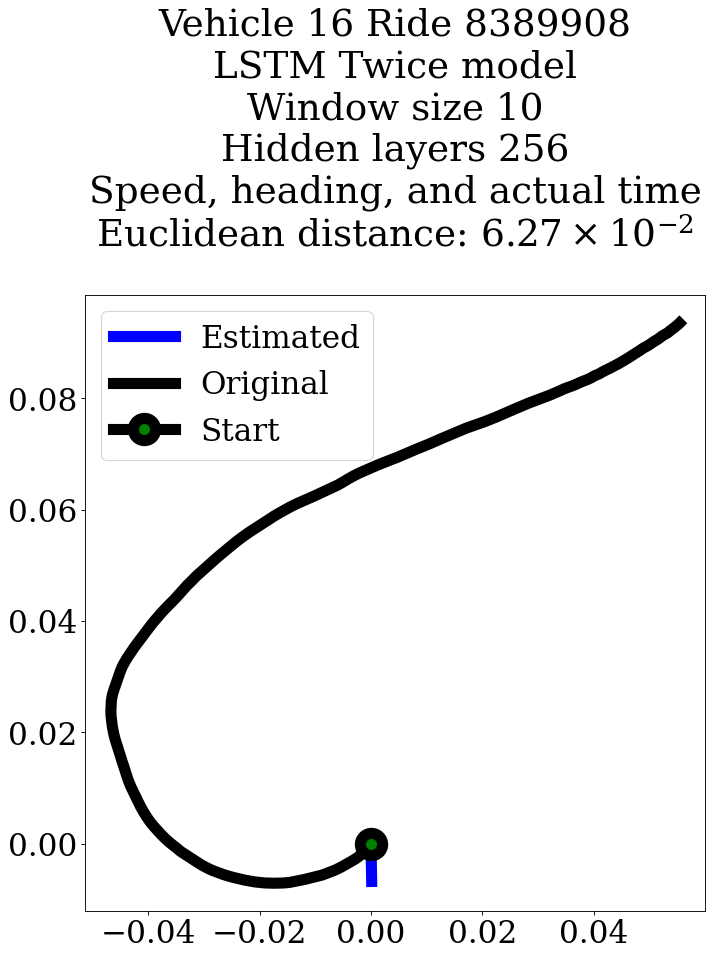 Vehicle 16 Ride 8389908
LSTM Twice model
Window size 10
Hidden layers 256
Speed, heading, and actual time
Euclidean distance: 6.27 × 10⁻²
Estimated
Original
Start
0.08
0.06
0.04
0.02
0.00
−0.04 −0.02 0.00 0.02 0.04